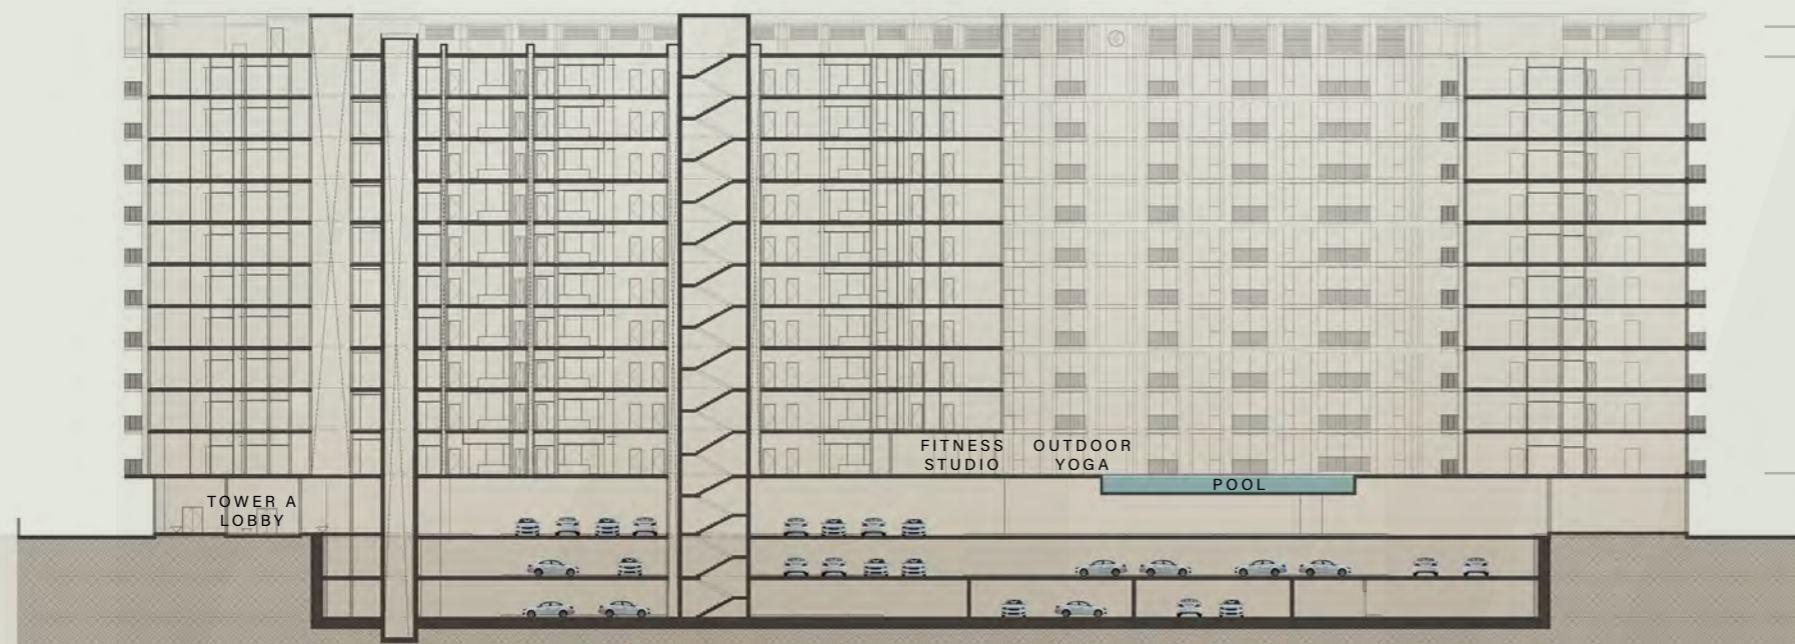 FITNESS
STUDIO
OUTDOOR
YOGA
POOL
TOWER A
LOBBY